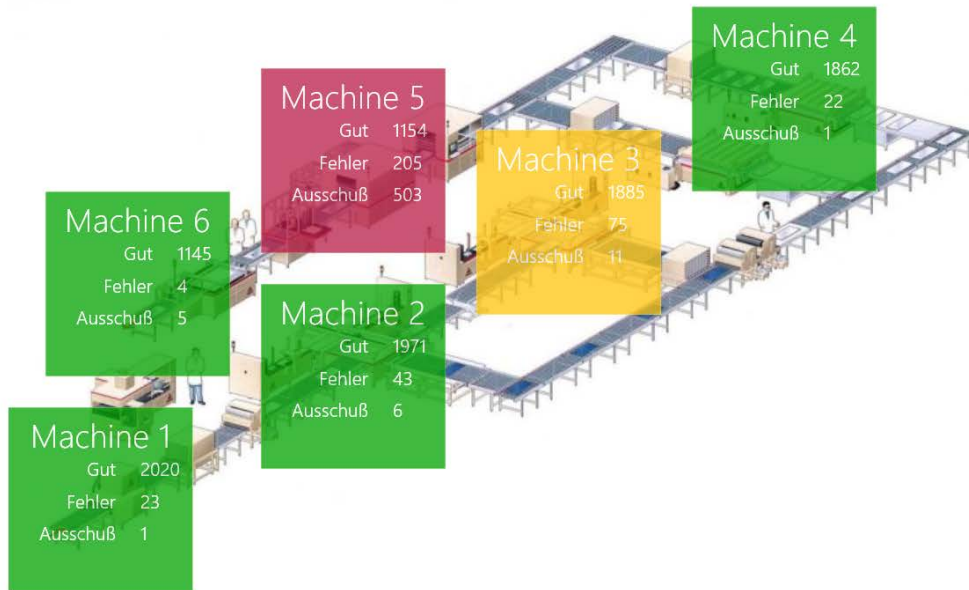 Machine 4
Gut 1862
Fehler 22
Ausschuß 1
Machine 5
Gut 1154
Fehler 205
Ausschuß 503
Machine 3
Gut 1885
Fehler 75
Ausschuß 11
Machine 6
Gut 1145
Fehler 4
Ausschuß 5
Machine 2
Gut 1971
Fehler 43
Ausschuß 6
Machine 1
Gut 2020
Fehler 23
Ausschuß 1